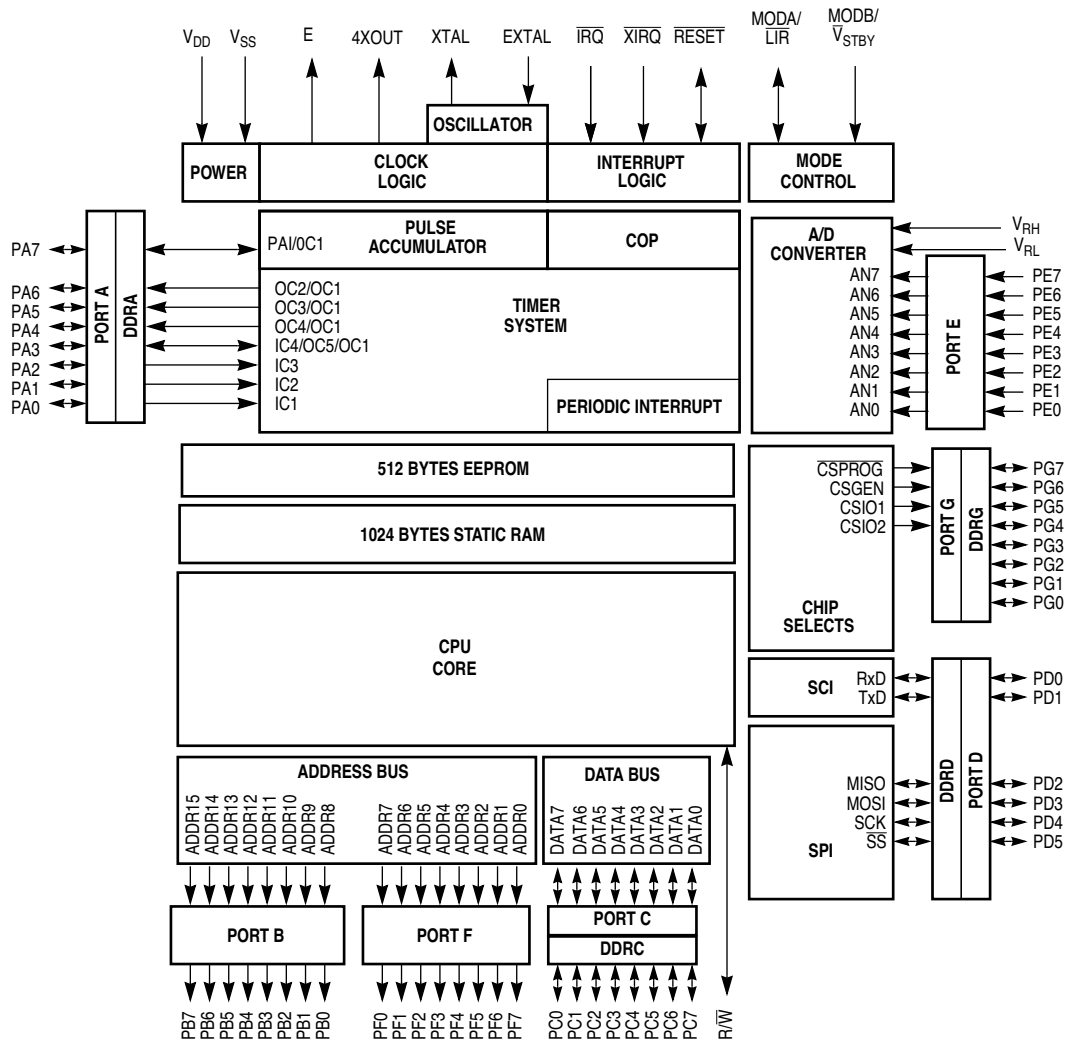 V_DD V_SS E 4XOUT XTAL EXTAL IRQ XIRQ RESET MODA/ MODB/
LIR V_STBY
OSCILLATOR
POWER
CLOCK
LOGIC
INTERRUPT
LOGIC
MODE
CONTROL
PULSE
ACCUMULATOR
PAI/0C1
COP
TIMER
SYSTEM
OC2/OC1
OC3/OC1
OC4/OC1
IC4/OC5/OC1
IC3
IC2
IC1
PERIODIC INTERRUPT
PA7
PA6
PA5
PA4
PA3
PA2
PA1
PA0
PORT A
DDRA
A/D
CONVERTER
V_RH
V_RL
AN7
AN6
AN5
AN4
AN3
AN2
AN1
AN0
PORT E
PE7
PE6
PE5
PE4
PE3
PE2
PE1
PE0
512 BYTES EEPROM
1024 BYTES STATIC RAM
CPU
CORE
CSPROG
CSGEN
CSIO1
CSIO2
CHIP
SELECTS
PORT G
DDRG
PG7
PG6
PG5
PG4
PG3
PG2
PG1
PG0
SCI
RxD
TxD
SPI
MISO
MOSI
SCK
SS
DDRD
PORT D
PD0
PD1
PD2
PD3
PD4
PD5
ADDRESS BUS
ADDR15
ADDR14
ADDR13
ADDR12
ADDR11
ADDR10
ADDR9
ADDR8
ADDR7
ADDR6
ADDR5
ADDR4
ADDR3
ADDR2
ADDR1
ADDR0
DATA BUS
DATA7
DATA6
DATA5
DATA4
DATA3
DATA2
DATA1
DATA0
PORT B
PORT F
PORT C
DDRC
PB7
PB6
PB5
PB4
PB3
PB2
PB1
PB0
PF0
PF1
PF2
PF3
PF4
PF5
PF6
PF7
PC0
PC1
PC2
PC3
PC4
PC5
PC6
PC7
R/W